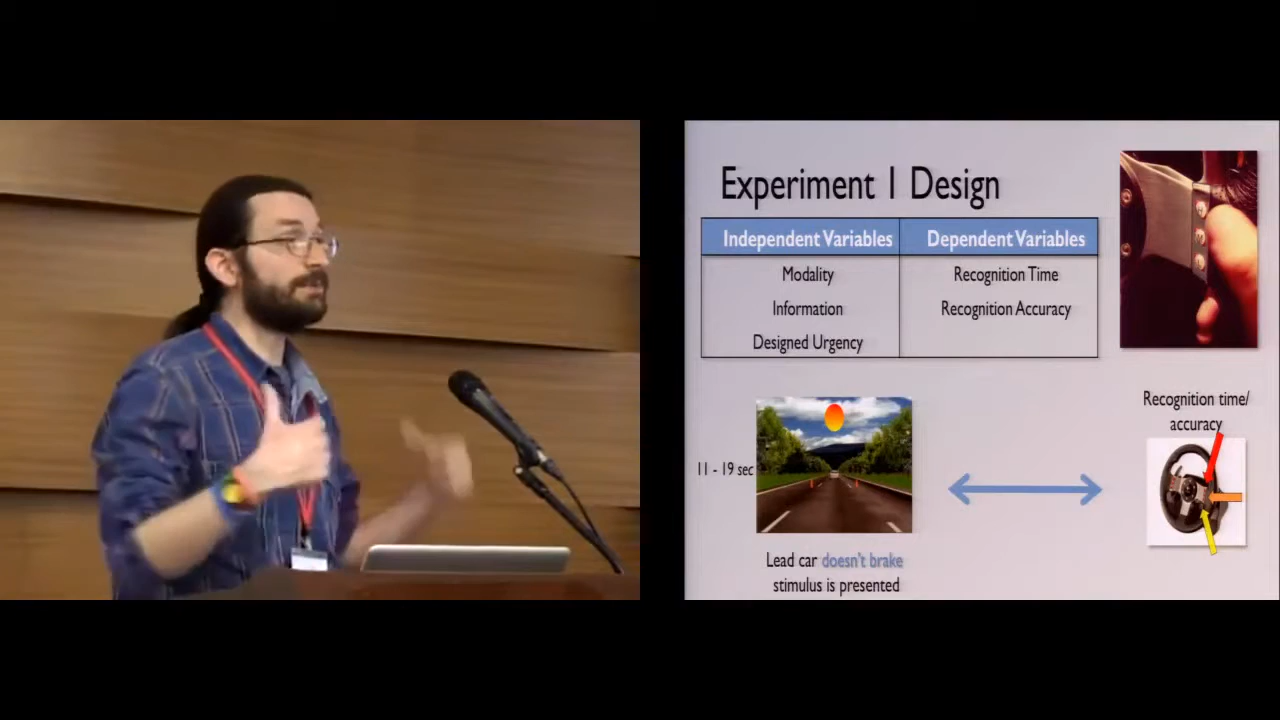 Experiment 1 Design
Independent Variables
Dependent Variables
Modality
Recognition Time
Information
Recognition Accuracy
Designed Urgency
Recognition time/
accuracy
11 - 19 sec
Lead car doesn't brake
stimulus is presented